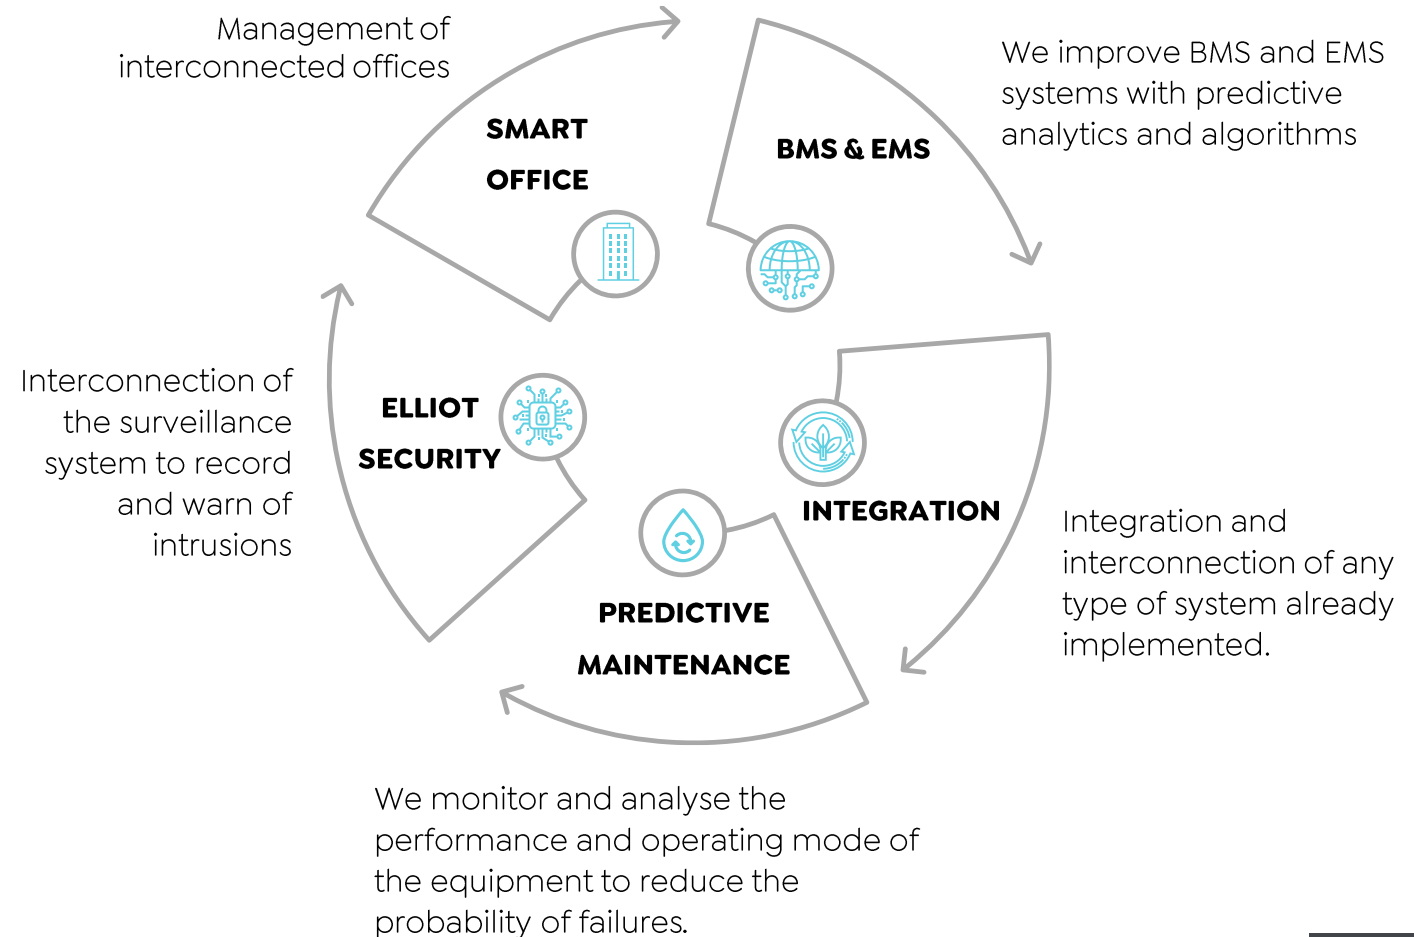 Management of
interconnected offices
SMART
OFFICE
BMS & EMS
We improve BMS and EMS
systems with predictive
analytics and algorithms
INTEGRATION
Integration and
interconnection of any
type of system already
implemented.
PREDICTIVE
MAINTENANCE
We monitor and analyse the
performance and operating mode of
the equipment to reduce the
probability of failures.
ELLIOT
SECURITY
Interconnection of
the surveillance
system to record
and warn of
intrusions